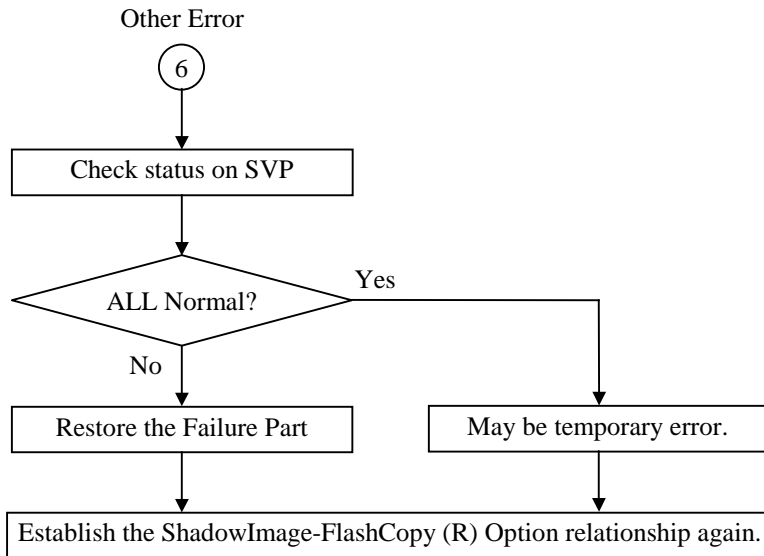 Other Error
6
Check status on SVP
ALL Normal?
Yes
No
Restore the Failure Part
May be temporary error.
Establish the ShadowImage-FlashCopy (R) Option relationship again.